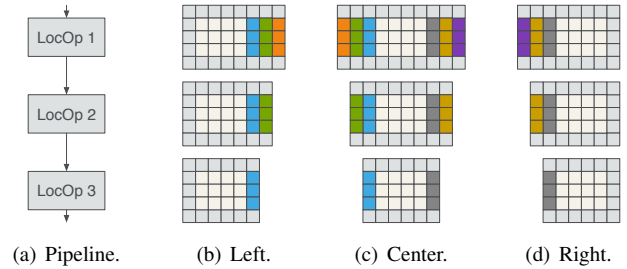 LocOp 1
LocOp 2
LocOp 3
(a) Pipeline. (b) Left. (c) Center. (d) Right.